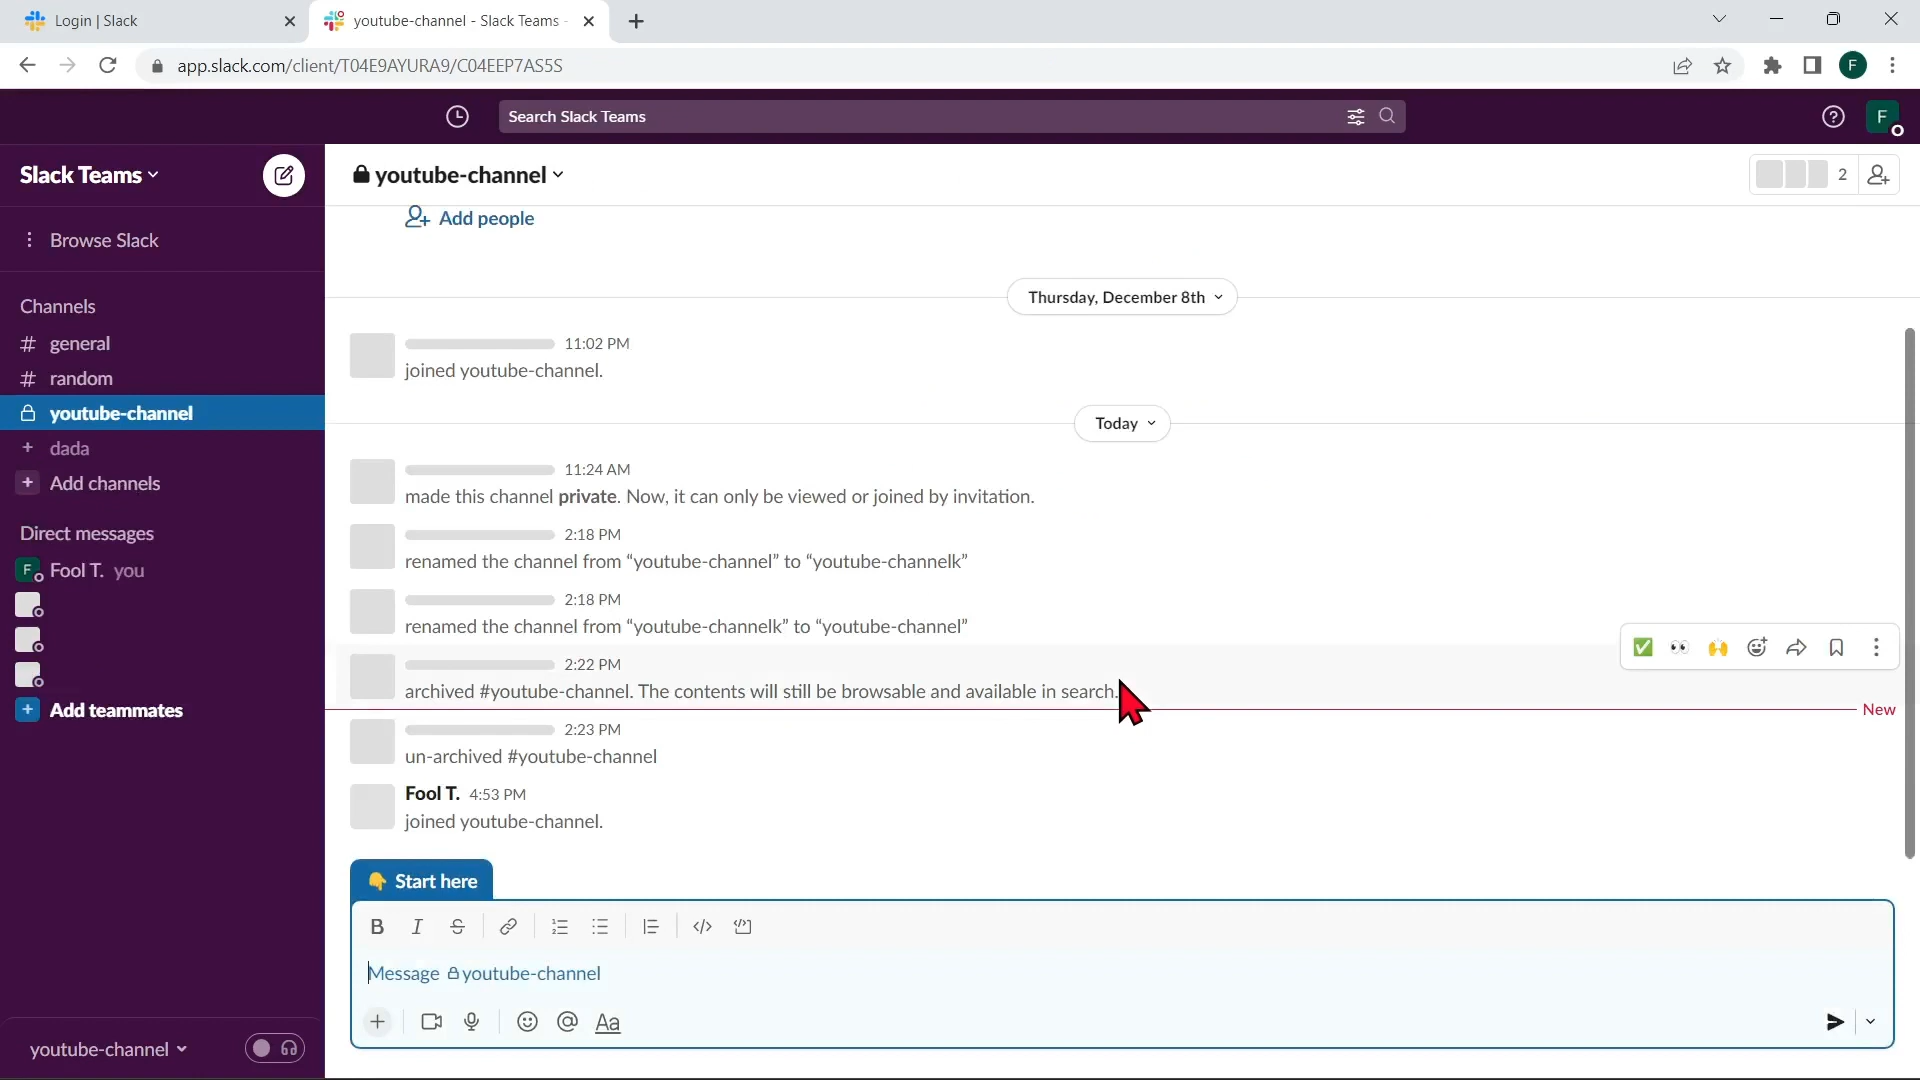 Login | Slack
youtube-channel - Slack Teams -
app.slack.com/client/T04E9AYURA9/C04EEP7AS5S
F
Search Slack Teams
F
Slack Teams
youtube-channel
2
Browse Slack
Add people
Thursday, December 8th
Channels
# general
# random
youtube-channel
+ dada
+ Add channels
11:02 PM
joined youtube-channel.
Today
11:24 AM
made this channel private. Now, it can only be viewed or joined by invitation.
Direct messages
F Fool T. you
+ Add teammates
2:18 PM
renamed the channel from “youtube-channel” to “youtube-channelk”
2:18 PM
renamed the channel from “youtube-channelk” to “youtube-channel”
2:22 PM
archived #youtube-channel. The contents will still be browsable and available in search.
New
2:23 PM
un-archived #youtube-channel
Fool T. 4:53 PM
joined youtube-channel.
Start here
B I S
Message youtube-channel
Aa
youtube-channel